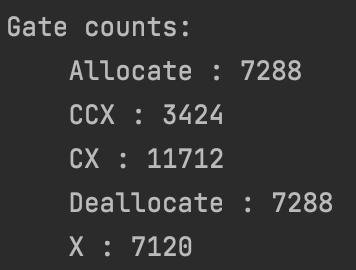 Gate counts:
Allocate : 7288
CCX : 3424
CX : 11712
Deallocate : 7288
X : 7120